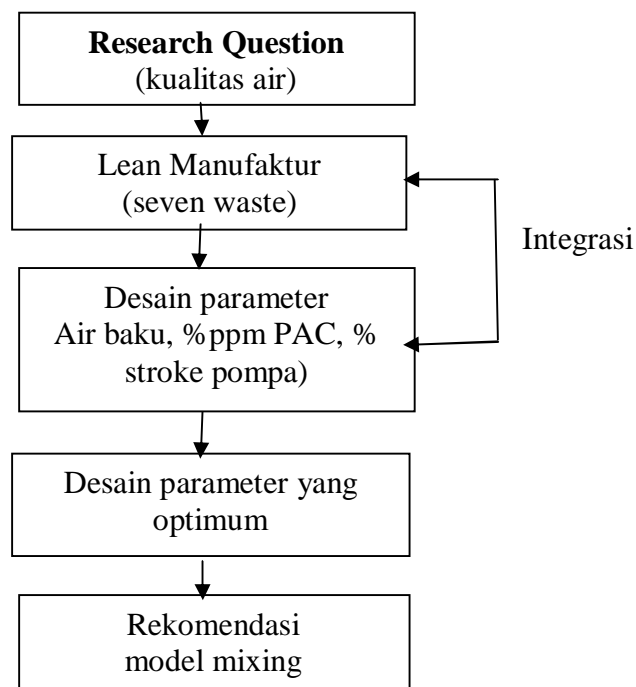 Research Question
(kualitas air)
Lean Manufaktur
(seven waste)
Integrasi
Desain parameter
Air baku, %ppm PAC, %
stroke pompa)
Desain parameter yang
optimum
Rekomendasi
model mixing